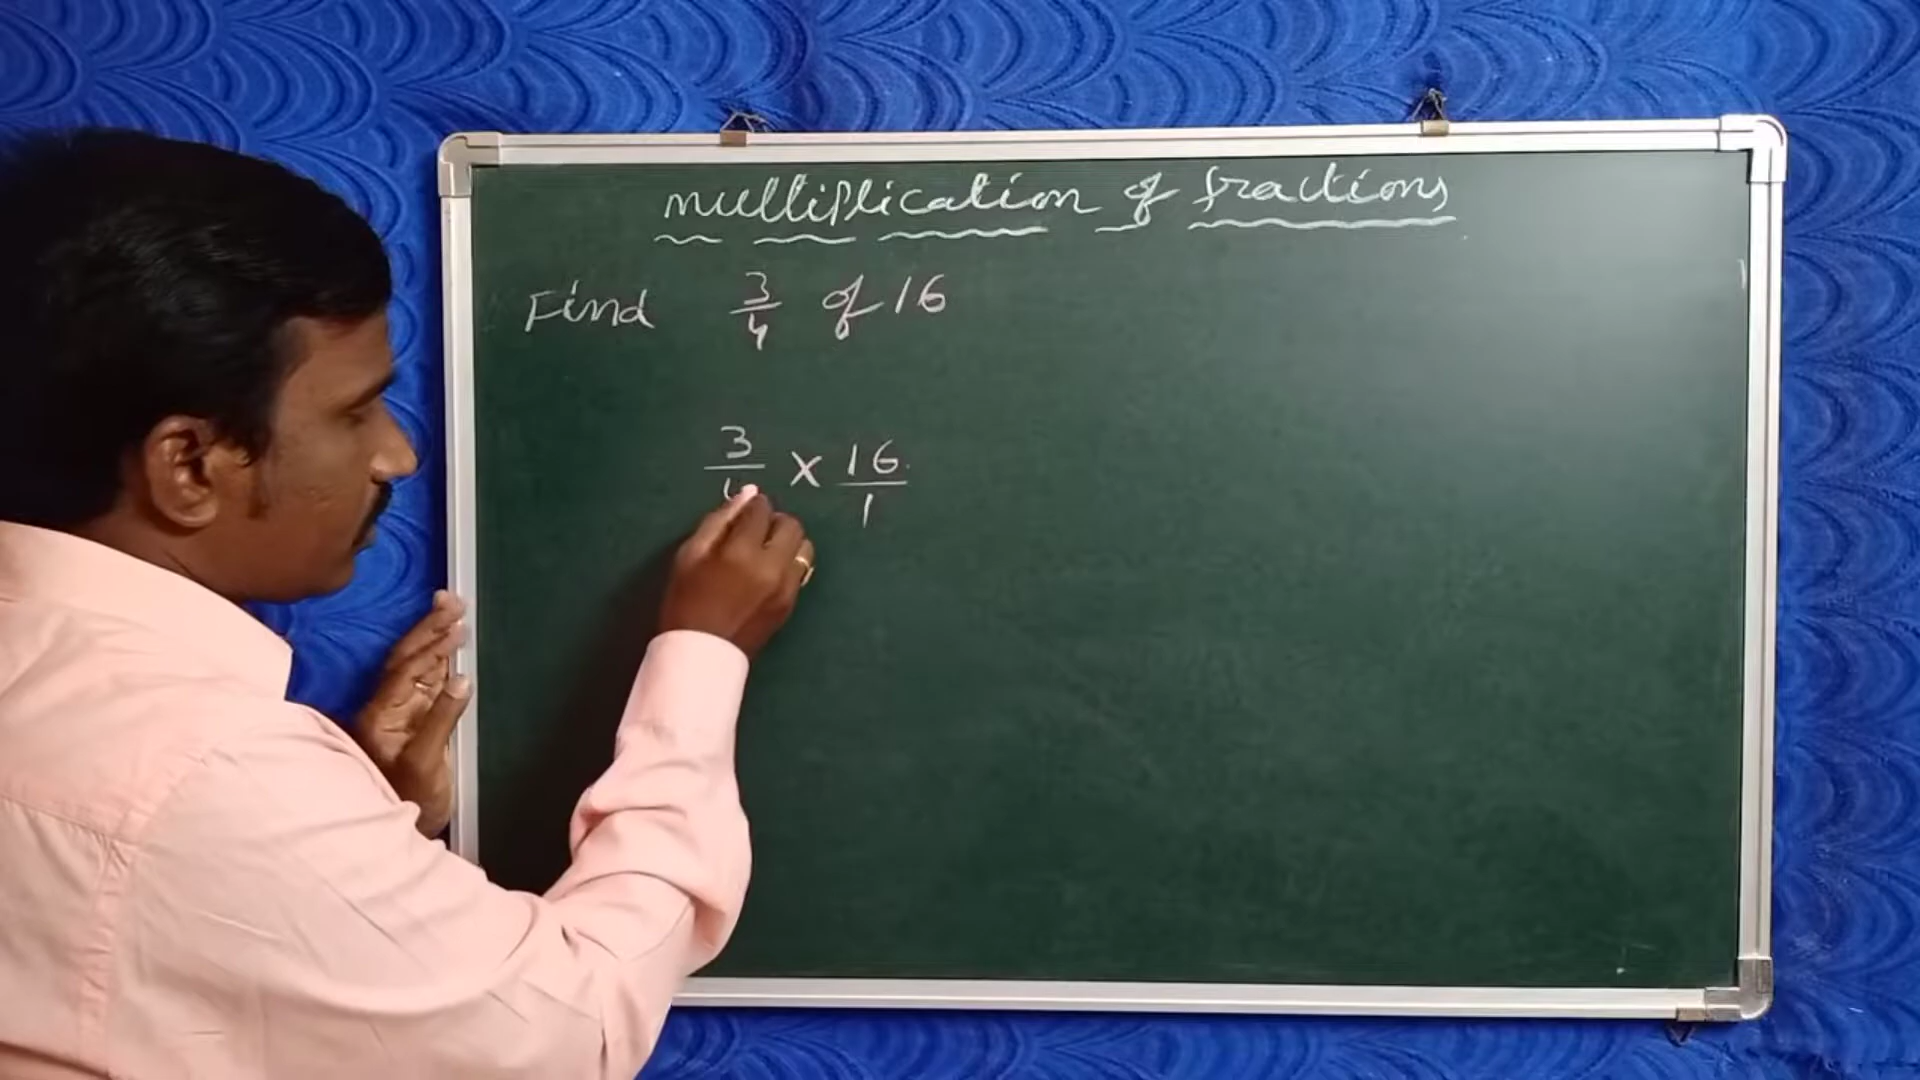 multiplication of fractions
Find 3/4 of 16
3/4 × 16/1